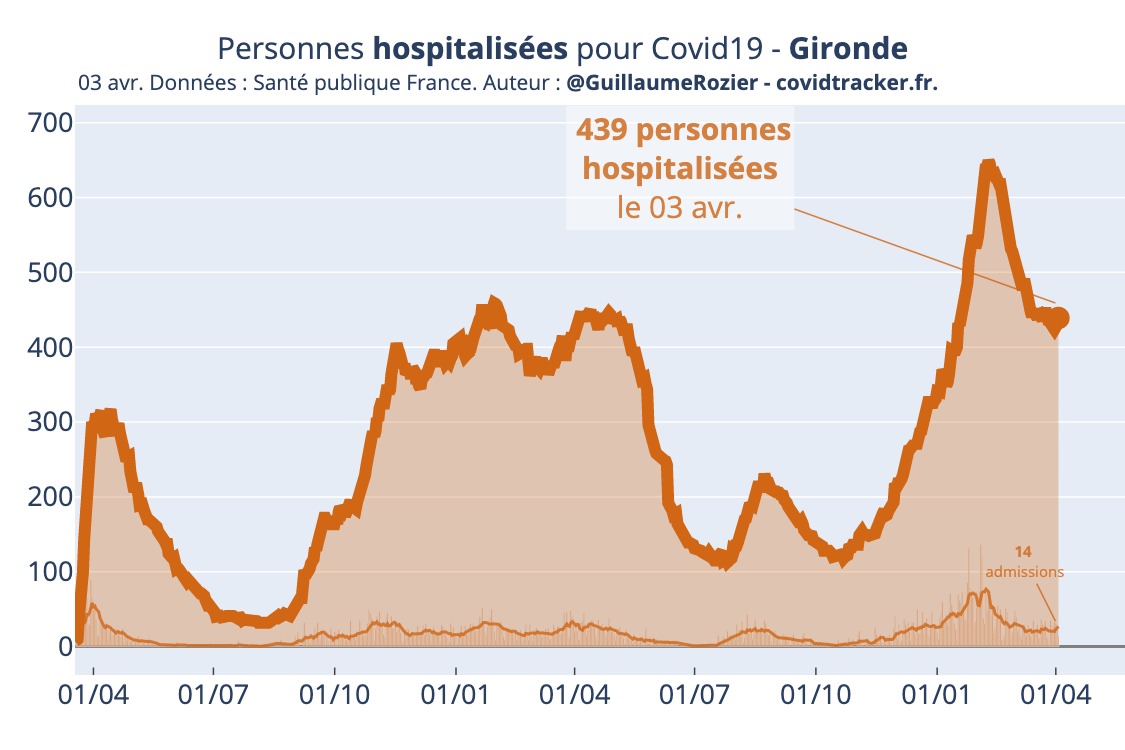 Personnes hospitalisées pour Covid19 - Gironde
03 avr. Données : Santé publique France. Auteur : @GuillaumeRozier - covidtracker.fr.
700
439 personnes
hospitalisées
le 03 avr.
600
500
400
300
200
14
admissions
100
0
01/04 01/07 01/10 01/01 01/04 01/07 01/10 01/01 01/04